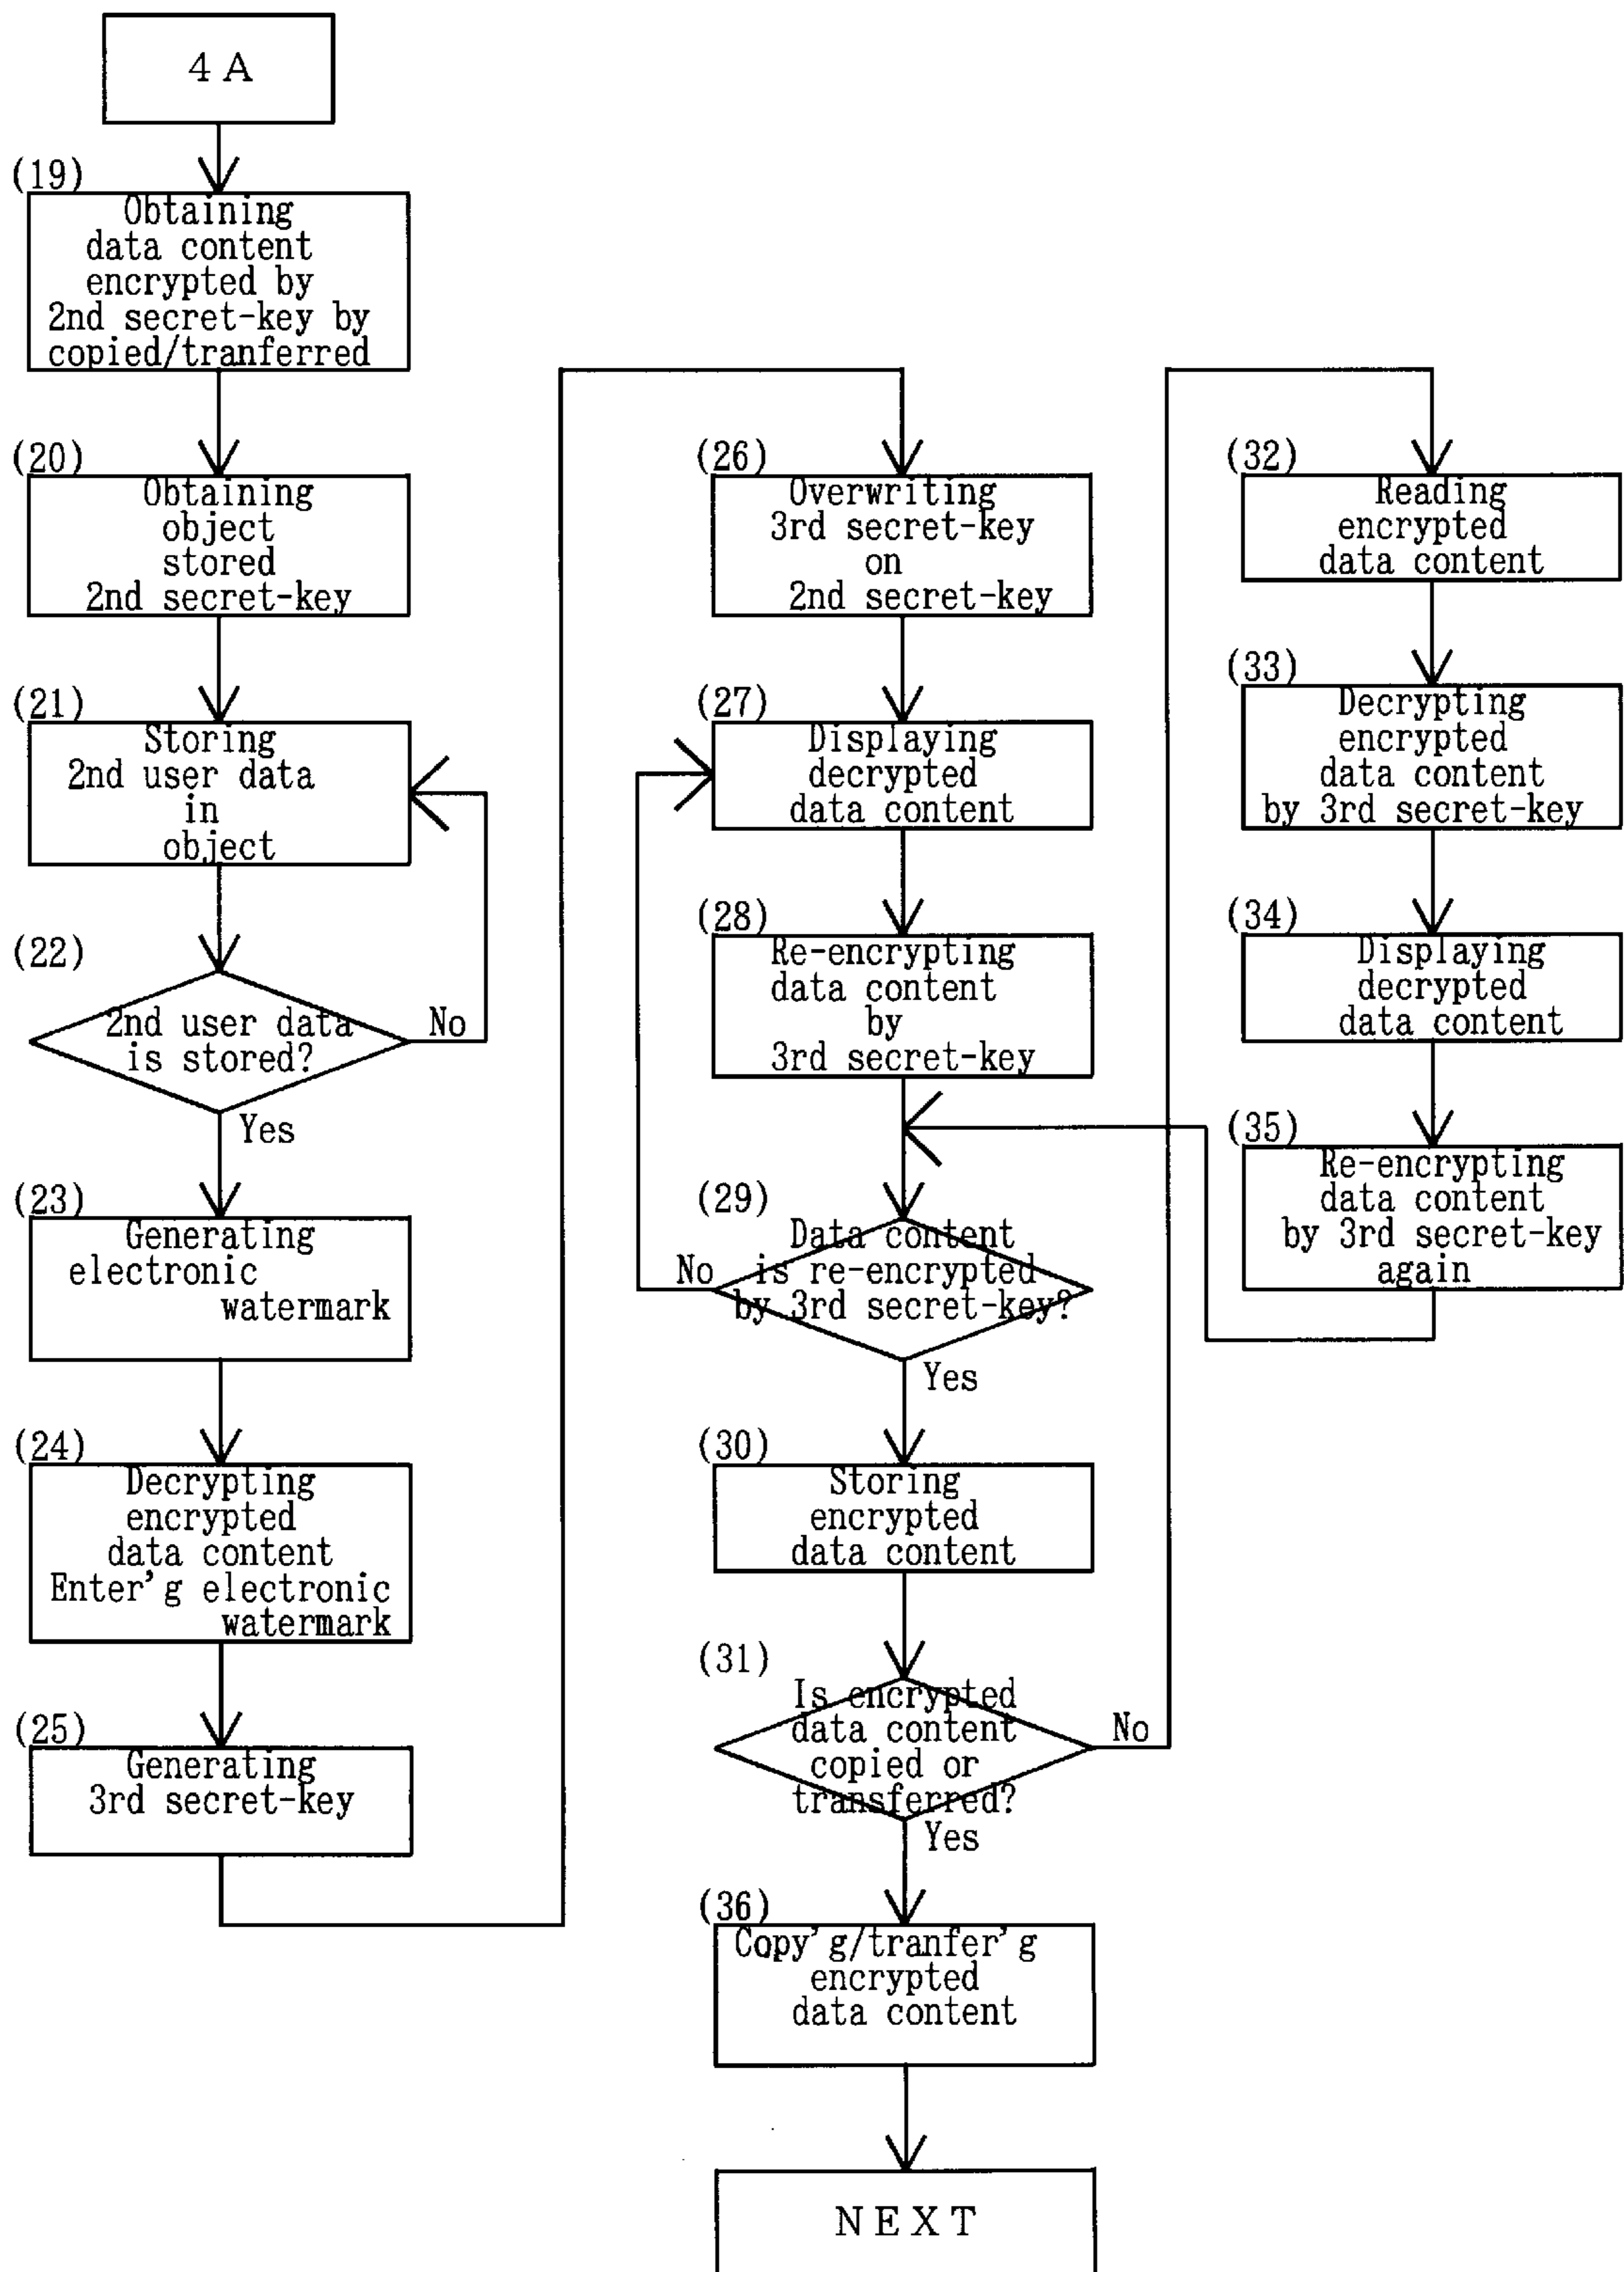 4 A
(19)
Obtaining
data content
encrypted by
2nd secret-key by
copied/tranferred
(20)
Obtaining
object
stored
2nd secret-key
(21)
Storing
2nd user data
in
object
(22)
2nd user data
is stored?
No
Yes
(23)
Generating
electronic
watermark
(24)
Decrypting
encrypted
data content
Enter'g electronic
watermark
(25)
Generating
3rd secret-key
(26)
Overwriting
3rd secret-key
on
2nd secret-key
(27)
Displaying
decrypted
data content
(28)
Re-encrypting
data content
by
3rd secret-key
(29)
Data content
is re-encrypted
by 3rd secret-key?
No
Yes
(30)
Storing
encrypted
data content
(31)
Is encrypted
data content
copied or
transferred?
No
Yes
(36)
Copy'g/tranfer'g
encrypted
data content
NEXT
(32)
Reading
encrypted
data content
(33)
Decrypting
encrypted
data content
by 3rd secret-key
(34)
Displaying
decrypted
data content
(35)
Re-encrypting
data content
by 3rd secret-key
again